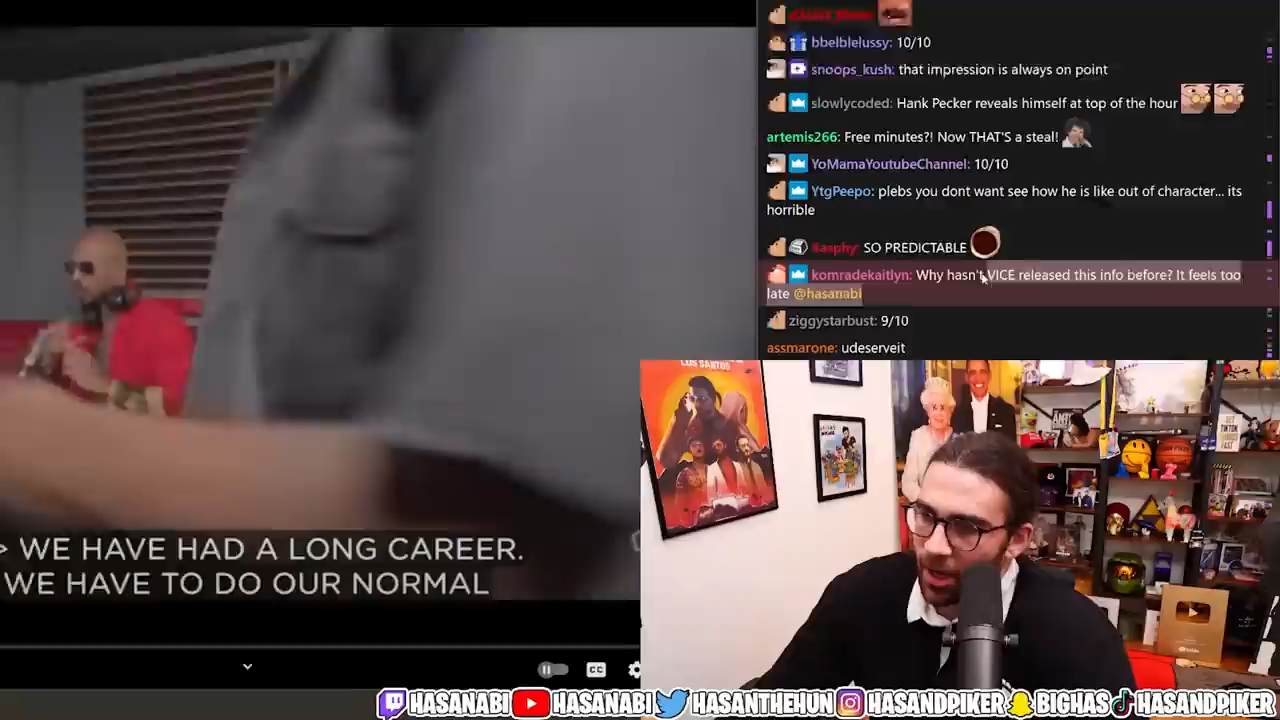 bbelblelussy: 10/10
snoops_kush: that impression is always on point
slowlycoded: Hank Pecker reveals himself at top of the hour
artemis266: Free minutes?! Now THAT'S a steal!
YoMamaYoutubeChannel: 10/10
YtgPeepo: plebs you dont want see how he is like out of character... its
horrible
SO PREDICTABLE
komradekaitlyn: Why hasn't VICE released this info before? It feels too
late @hasanabi
ziggystarbust: 9/10
assmarone: udeserveit
> WE HAVE HAD A LONG CAREER.
WE HAVE TO DO OUR NORMAL
CC
LOS SANTOS
HASANABI HASANABI HASANTHEHUN HASANDPIKER BIGHAS HASANDPIKER